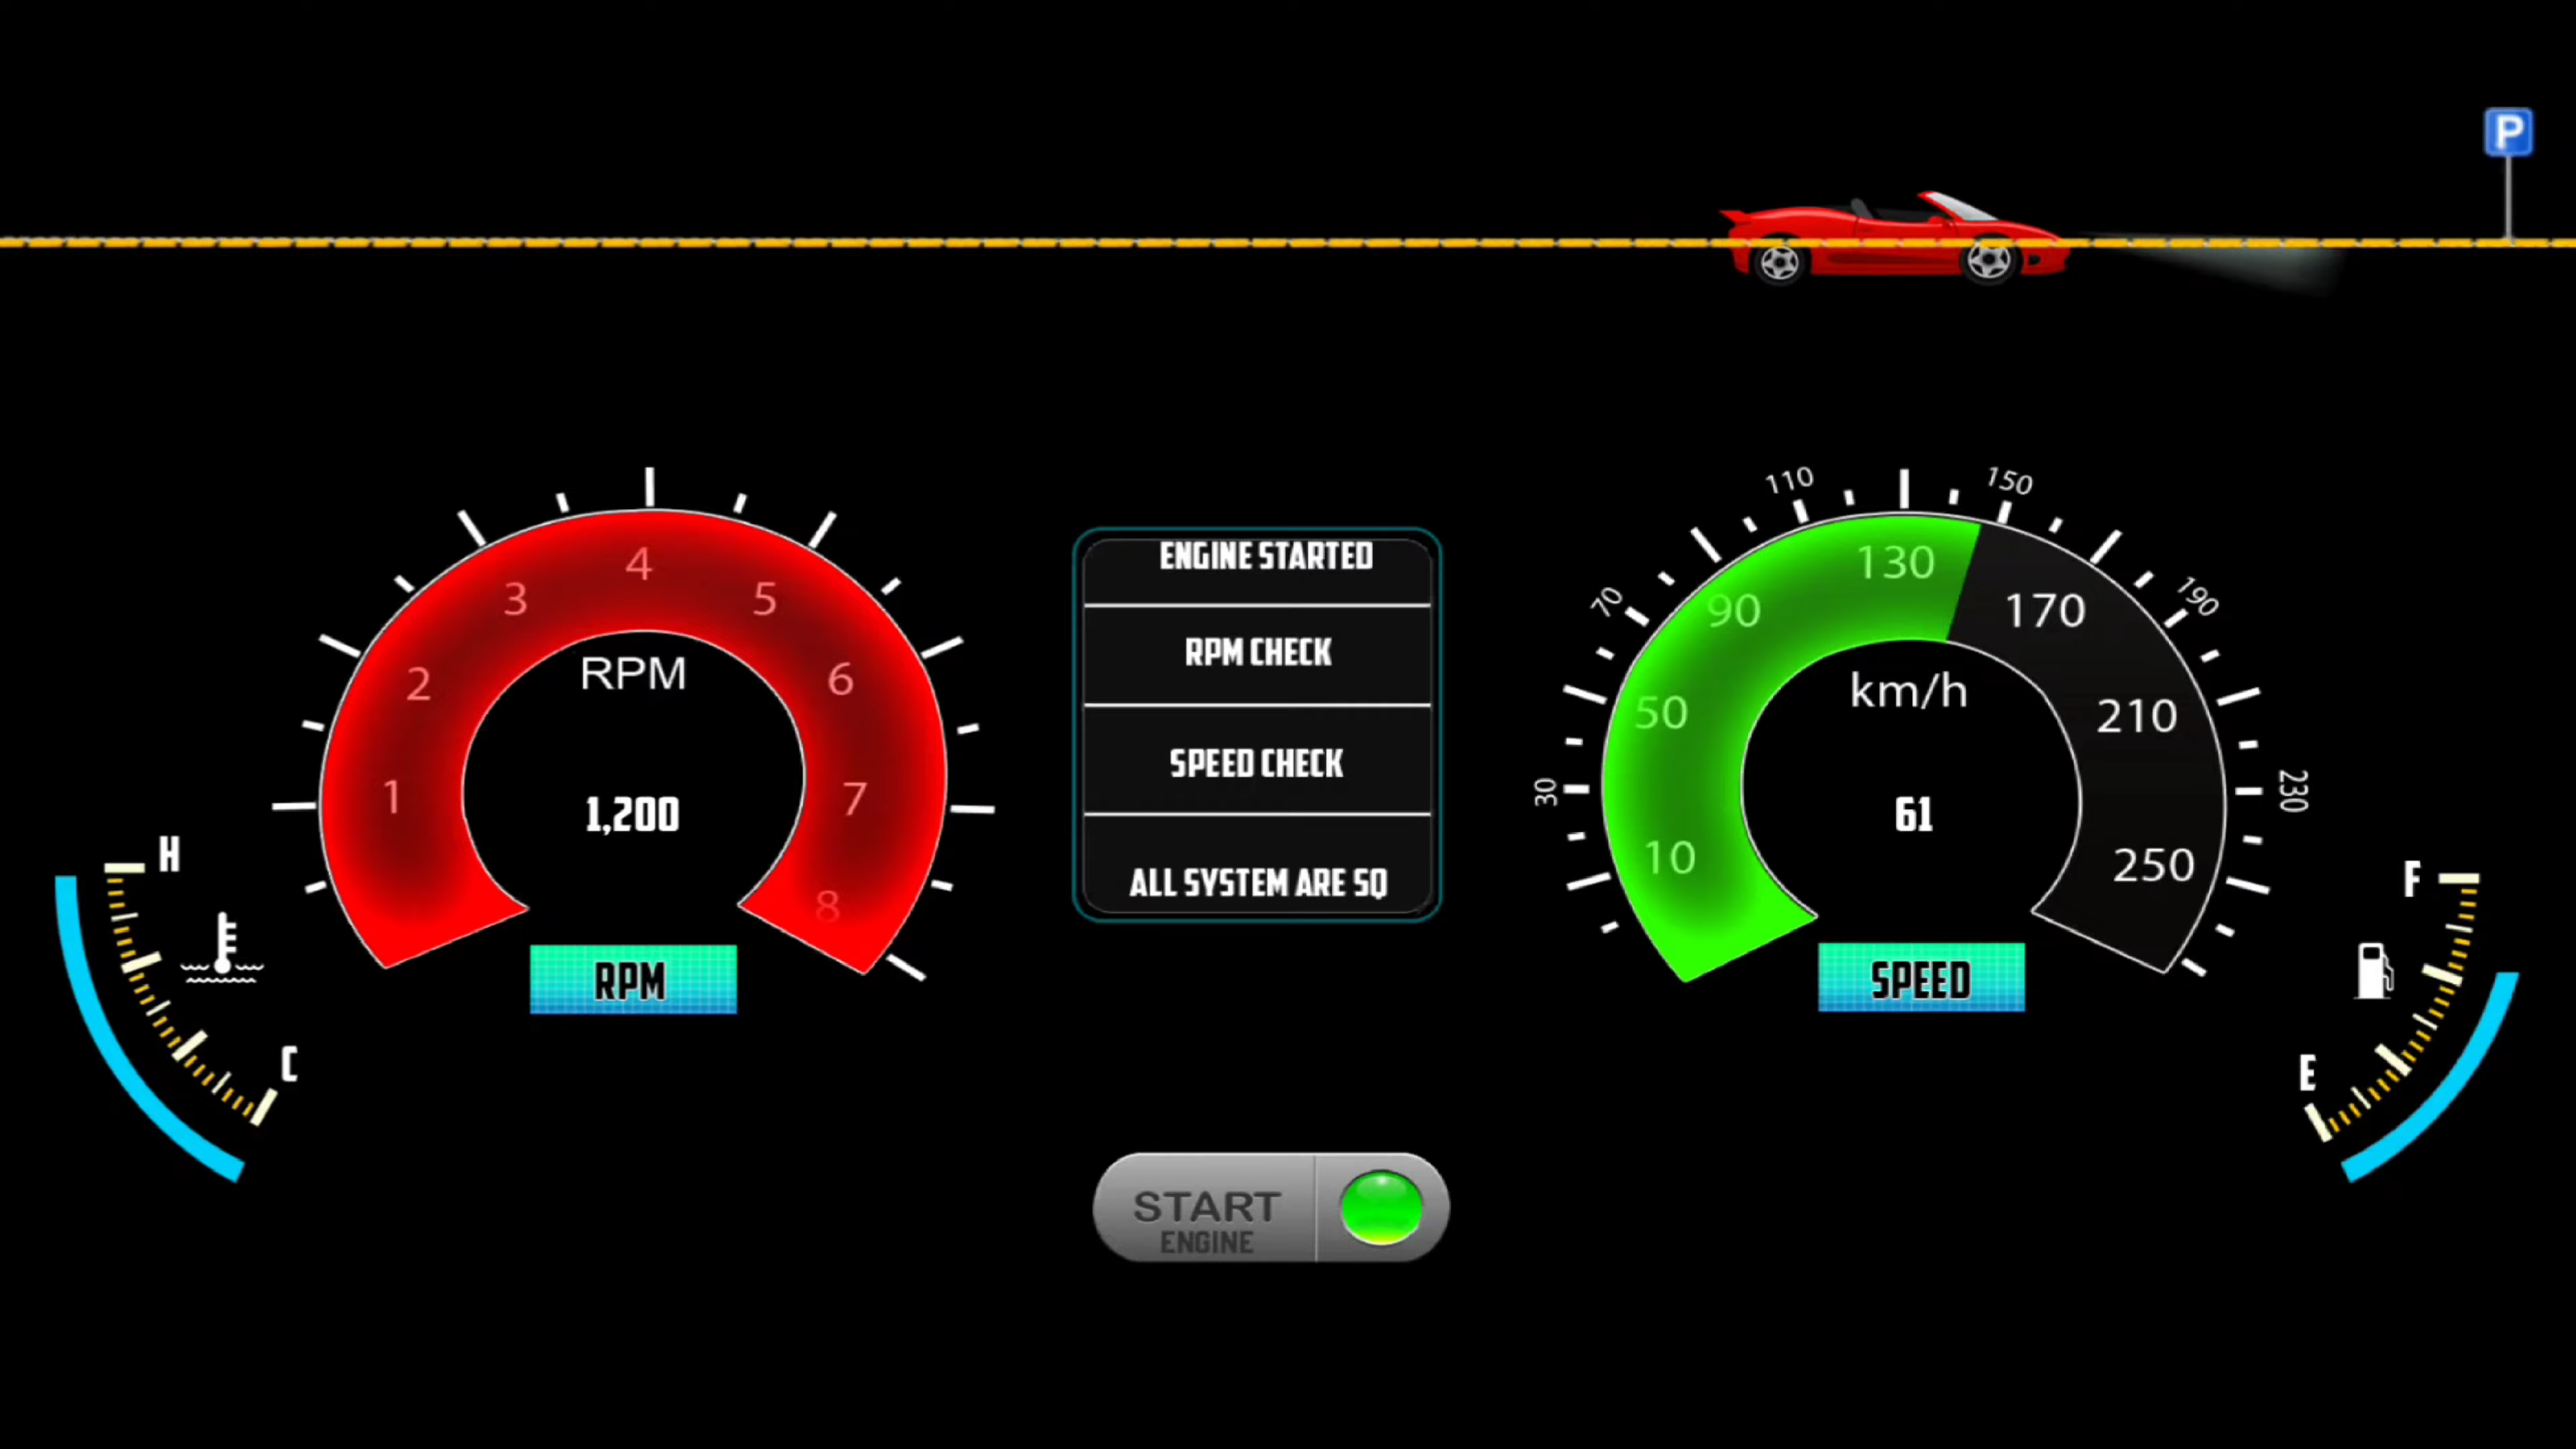 P
110
150
4
130
ENGINE STARTED
3
5
70
90
170
190
RPM CHECK
2
RPM
6
50
km/h
210
SPEED CHECK
1
1,200
7
30
61
230
H
8
ALL SYSTEM ARE SQ
10
250
F
RPM
SPEED
C
E
START
ENGINE